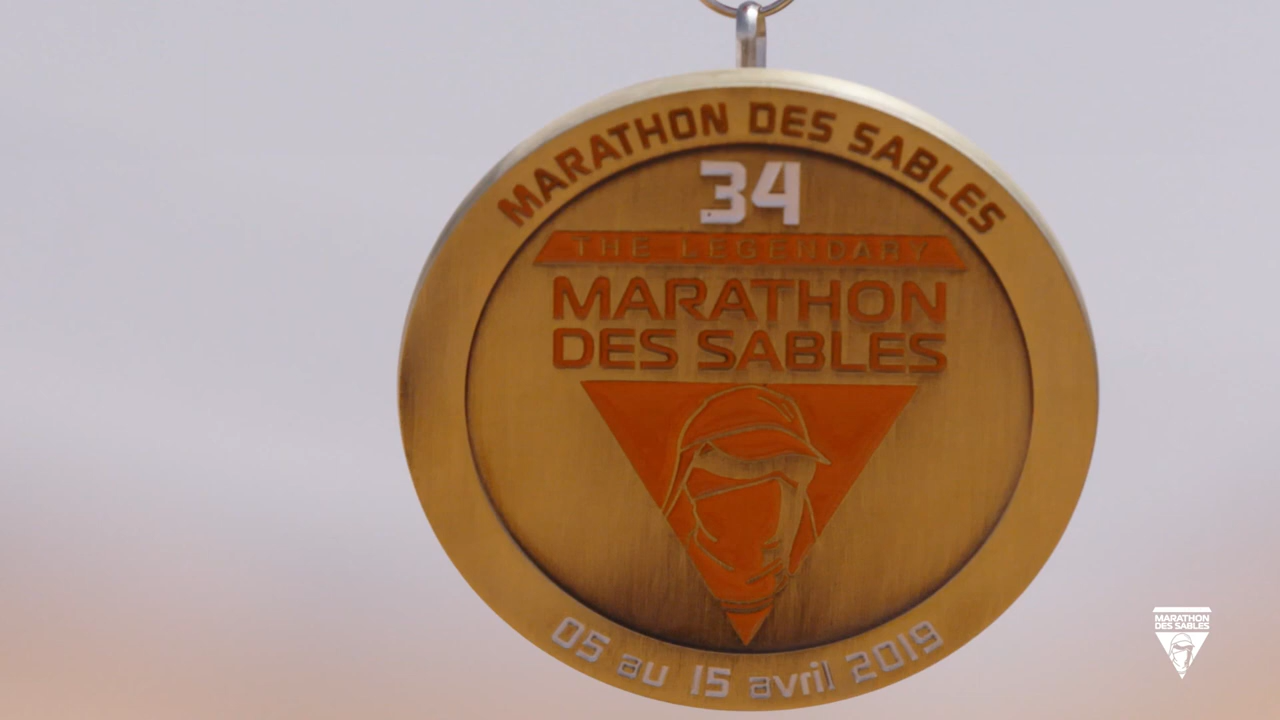 MARATHON DES SABLES
34
THE LEGENDARY
MARATHON
DES SABLES
05 au 15 avril 2019
MARATHON
DES SABLES